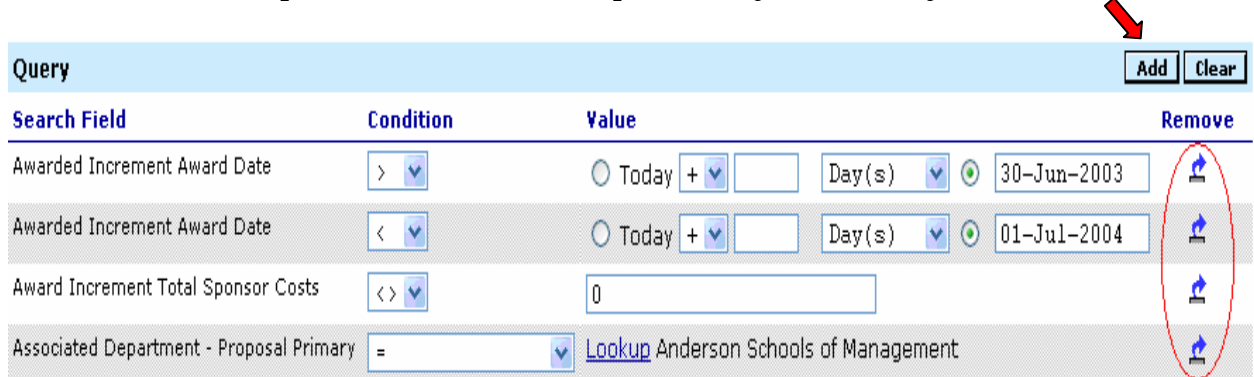 Query Add Clear
Search Field Condition Value Remove
Awarded Increment Award Date > Today + Day(s) 30-Jun-2003
Awarded Increment Award Date < Today + Day(s) 01-Jul-2004
Award Increment Total Sponsor Costs <> 0
Associated Department - Proposal Primary = Lookup Anderson Schools of Management